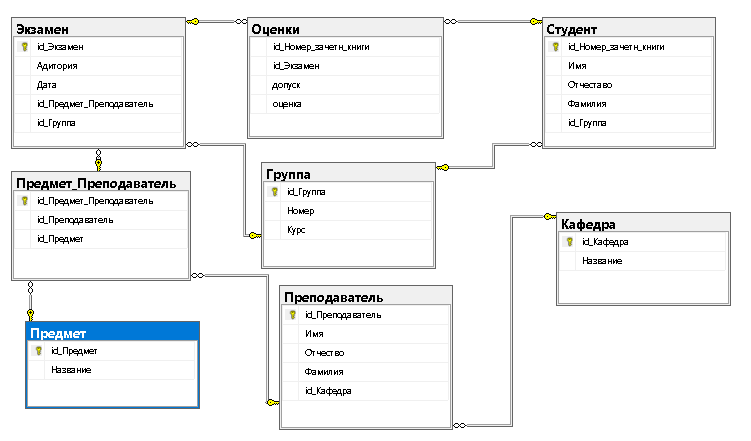 Экзамен
id_Экзамен
Адитория
Дата
id_Предмет_Преподаватель
id_Группа
Оценки
id_Номер_зачетн_книги
id_Экзамен
допуск
оценка
Студент
id_Номер_зачетн_книги
Имя
Отчеставо
Фамилия
id_Группа
Предмет_Преподаватель
id_Предмет_Преподаватель
id_Преподаватель
id_Предмет
Группа
id_Группа
Номер
Курс
Кафедра
id_Кафедра
Название
Предмет
id_Предмет
Название
Преподаватель
id_Преподаватель
Имя
Отчество
Фамилия
id_Кафедра